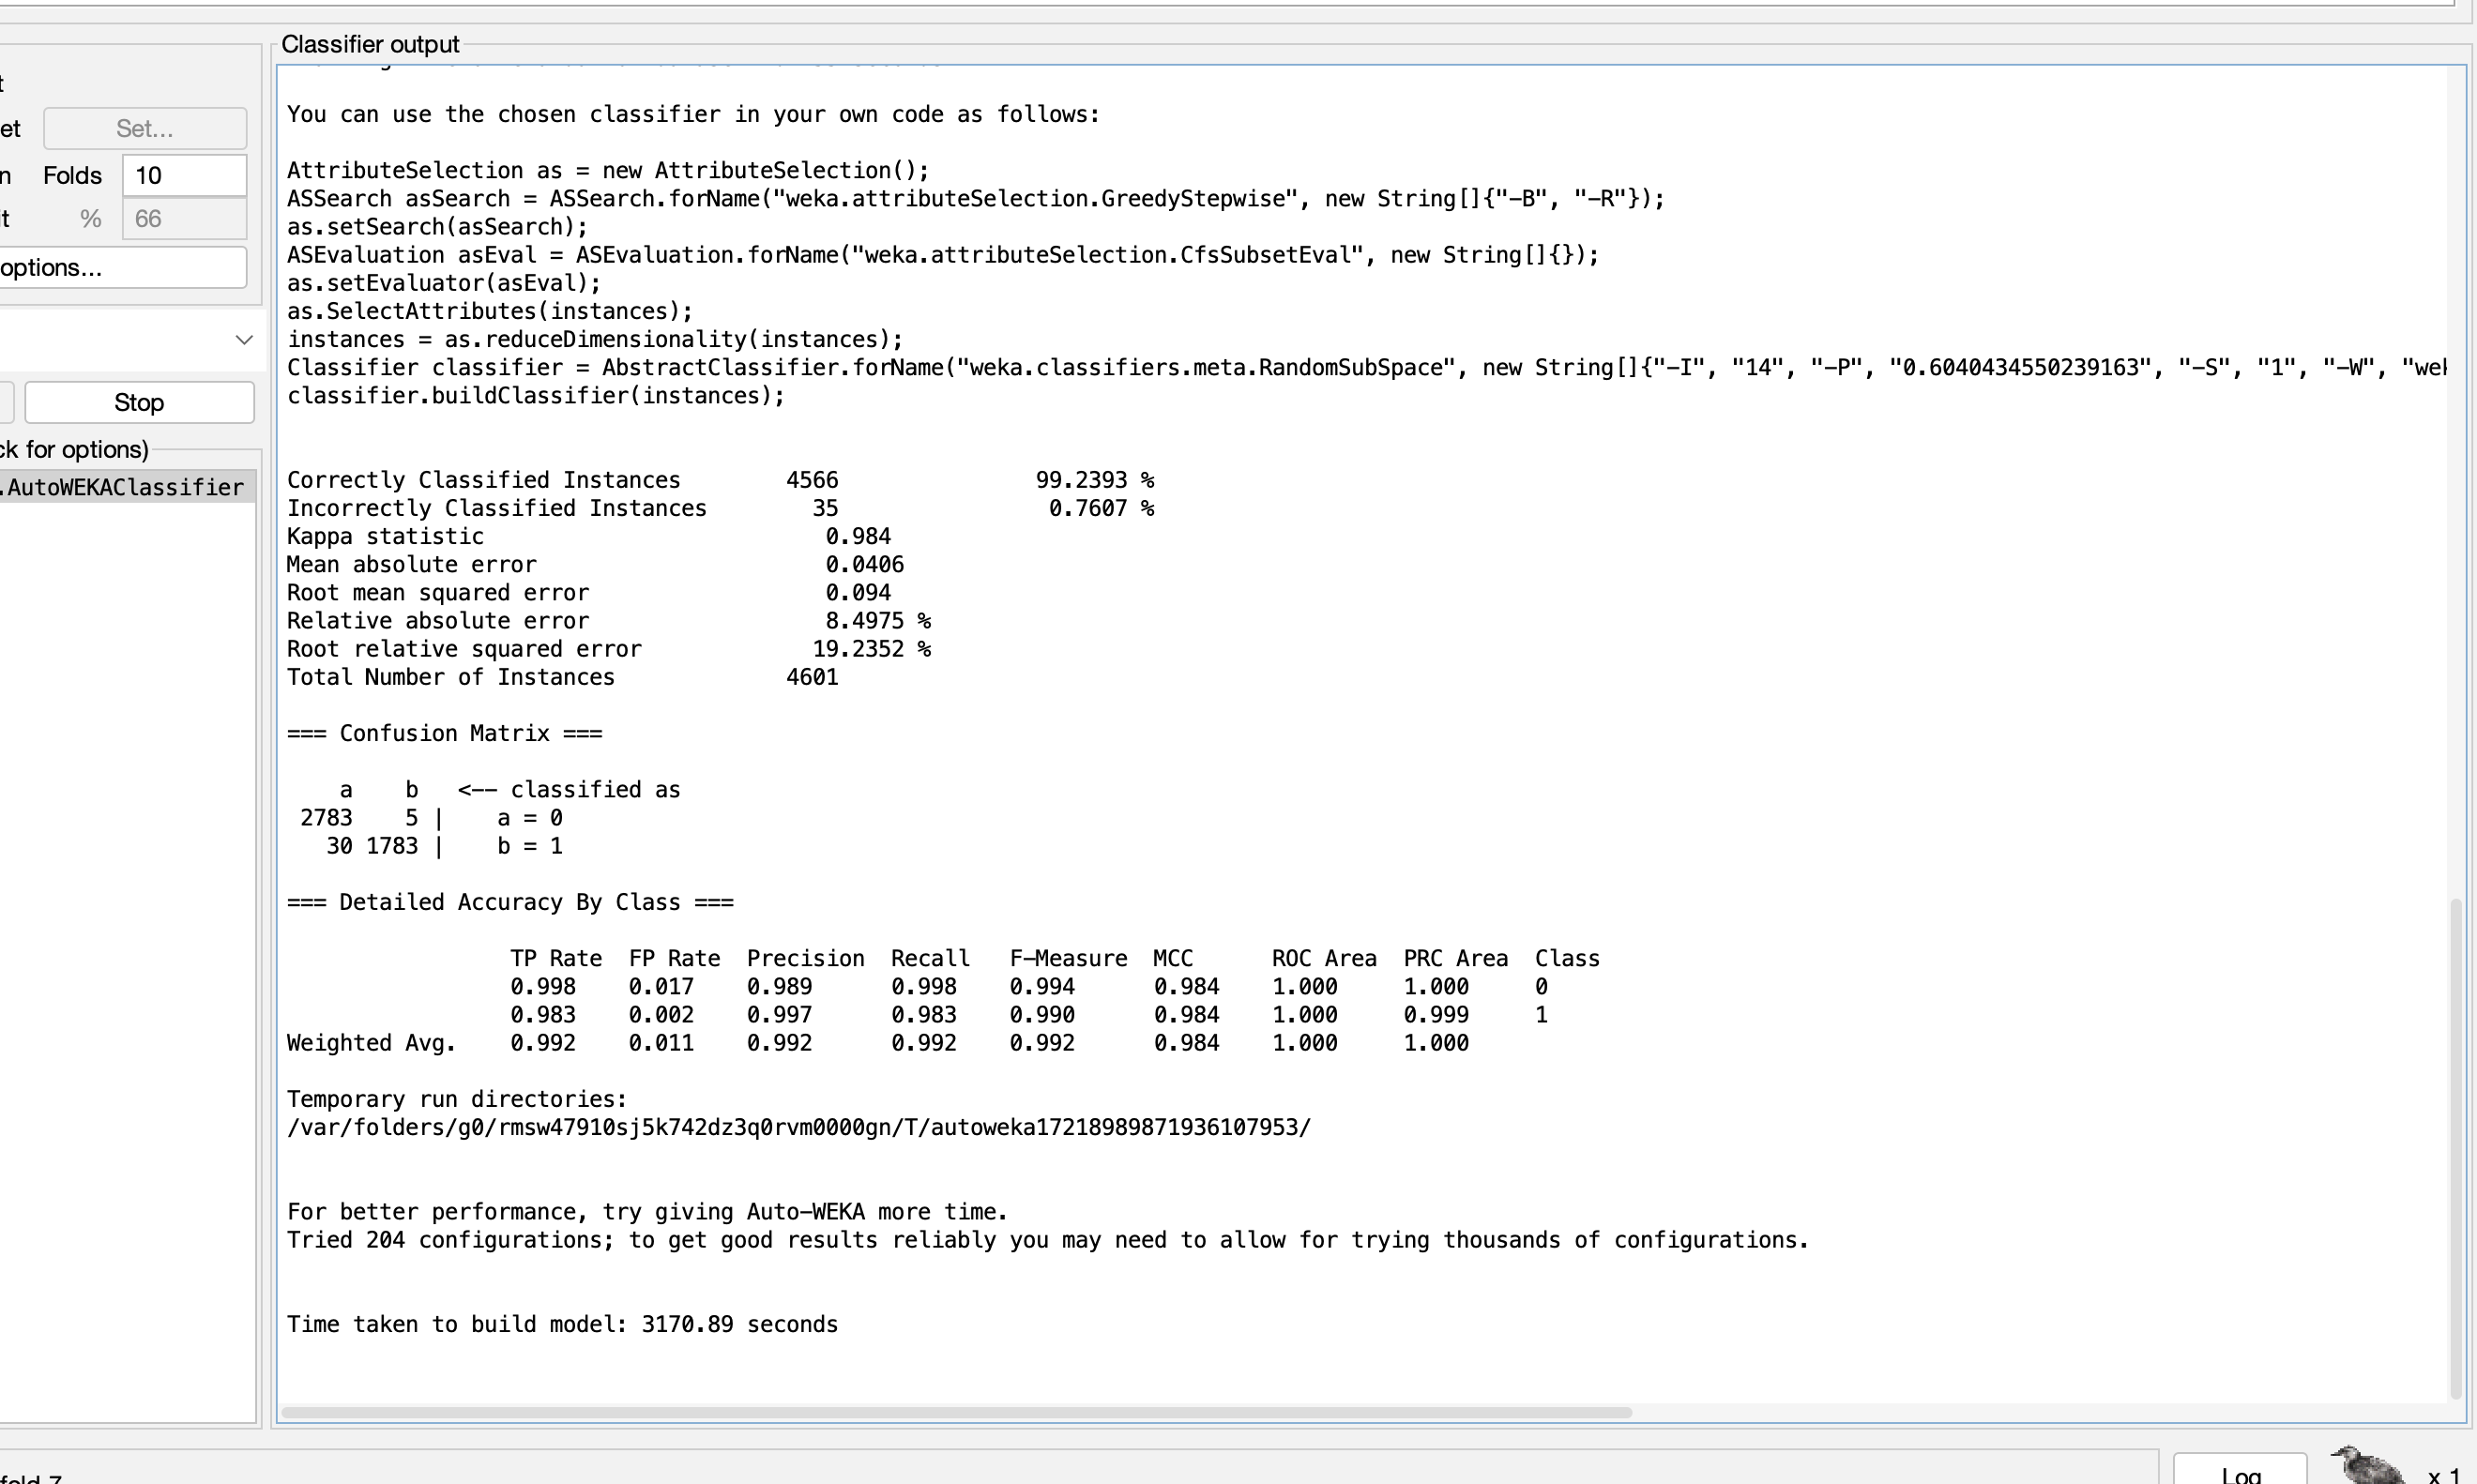 Classifier output
You can use the chosen classifier in your own code as follows:
AttributeSelection as = new AttributeSelection();
ASSearch asSearch = ASSearch.forName("weka.attributeSelection.GreedyStepwise", new String[]{"-B", "-R"});
as.setSearch(asSearch);
ASEvaluation asEval = ASEvaluation.forName("weka.attributeSelection.CfsSubsetEval", new String[]{});
as.setEvaluator(asEval);
as.SelectAttributes(instances);
instances = as.reduceDimensionality(instances);
Classifier classifier = AbstractClassifier.forName("weka.classifiers.meta.RandomSubSpace", new String[]{"-I", "14", "-P", "0.6040434550239163", "-S", "1", "-W", "wek
classifier.buildClassifier(instances);
Correctly Classified Instances 4566 99.2393 %
Incorrectly Classified Instances 35 0.7607 %
Kappa statistic 0.984
Mean absolute error 0.0406
Root mean squared error 0.094
Relative absolute error 8.4975 %
Root relative squared error 19.2352 %
Total Number of Instances 4601
=== Confusion Matrix ===
a b <-- classified as
2783 5 | a = 0
30 1783 | b = 1
=== Detailed Accuracy By Class ===
TP Rate FP Rate Precision Recall F-Measure MCC ROC Area PRC Area Class
0.998 0.017 0.989 0.998 0.994 0.984 1.000 1.000 0
0.983 0.002 0.997 0.983 0.990 0.984 1.000 0.999 1
Weighted Avg. 0.992 0.011 0.992 0.992 0.992 0.984 1.000 1.000
Temporary run directories:
/var/folders/g0/rmsw47910sj5k742dz3q0rvm0000gn/T/autoweka17218989871936107953/
For better performance, try giving Auto-WEKA more time.
Tried 204 configurations; to get good results reliably you may need to allow for trying thousands of configurations.
Time taken to build model: 3170.89 seconds
t
et Set...
n Folds 10
it % 66
options...
Stop
ck for options)
.AutoWEKAClassifier
fold 7
Log
x 1